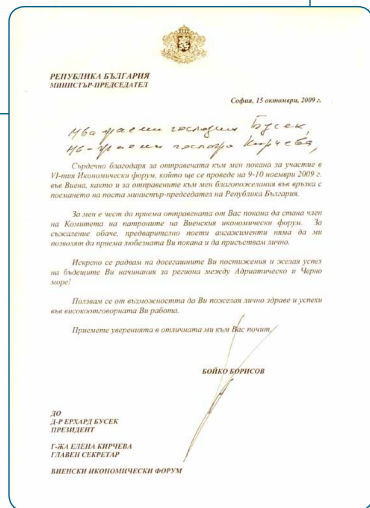 РЕПУБЛИКА БЪЛГАРИЯ
МИНИСТЪР-ПРЕДСЕДАТЕЛ
София, 15 октомври, 2009 г.
Уважаеми господин Бусек,
Сърдечно благодаря за отправената към мен покана за участие в
VI-тия Икономически форум, който ще се проведе на 9-10 ноември 2009 г.
във Виена, както и за отправените към мен благопожелания във връзка с
поемането на поста министър-председател на Република България.
За мен е чест да приема отправената от Вас покана да стана член
на Комитета на патроните на Виенския икономически форум. За
съжаление обаче, предварително поети ангажименти няма да ми
позволят да приема любезната Ви покана и да присъствам лично.
Искрено се радвам на досегашните Ви постижения и желая успех
на бъдещите Ви начинания за региона между Адриатическо и Черно
море!
Ползвам се от възможността да Ви пожелая лично здраве и успехи
във високоотговорната Ви работа.
Приемете уверенията в отличната ми към Вас почит,
БОЙКО БОРИСОВ
ДО
Д-Р ЕРХАРД БУСЕК
ПРЕЗИДЕНТ
Г-ЖА ЕЛЕНА КИРЧЕВА
ГЛАВЕН СЕКРЕТАР
ВИЕНСКИ ИКОНОМИЧЕСКИ ФОРУМ